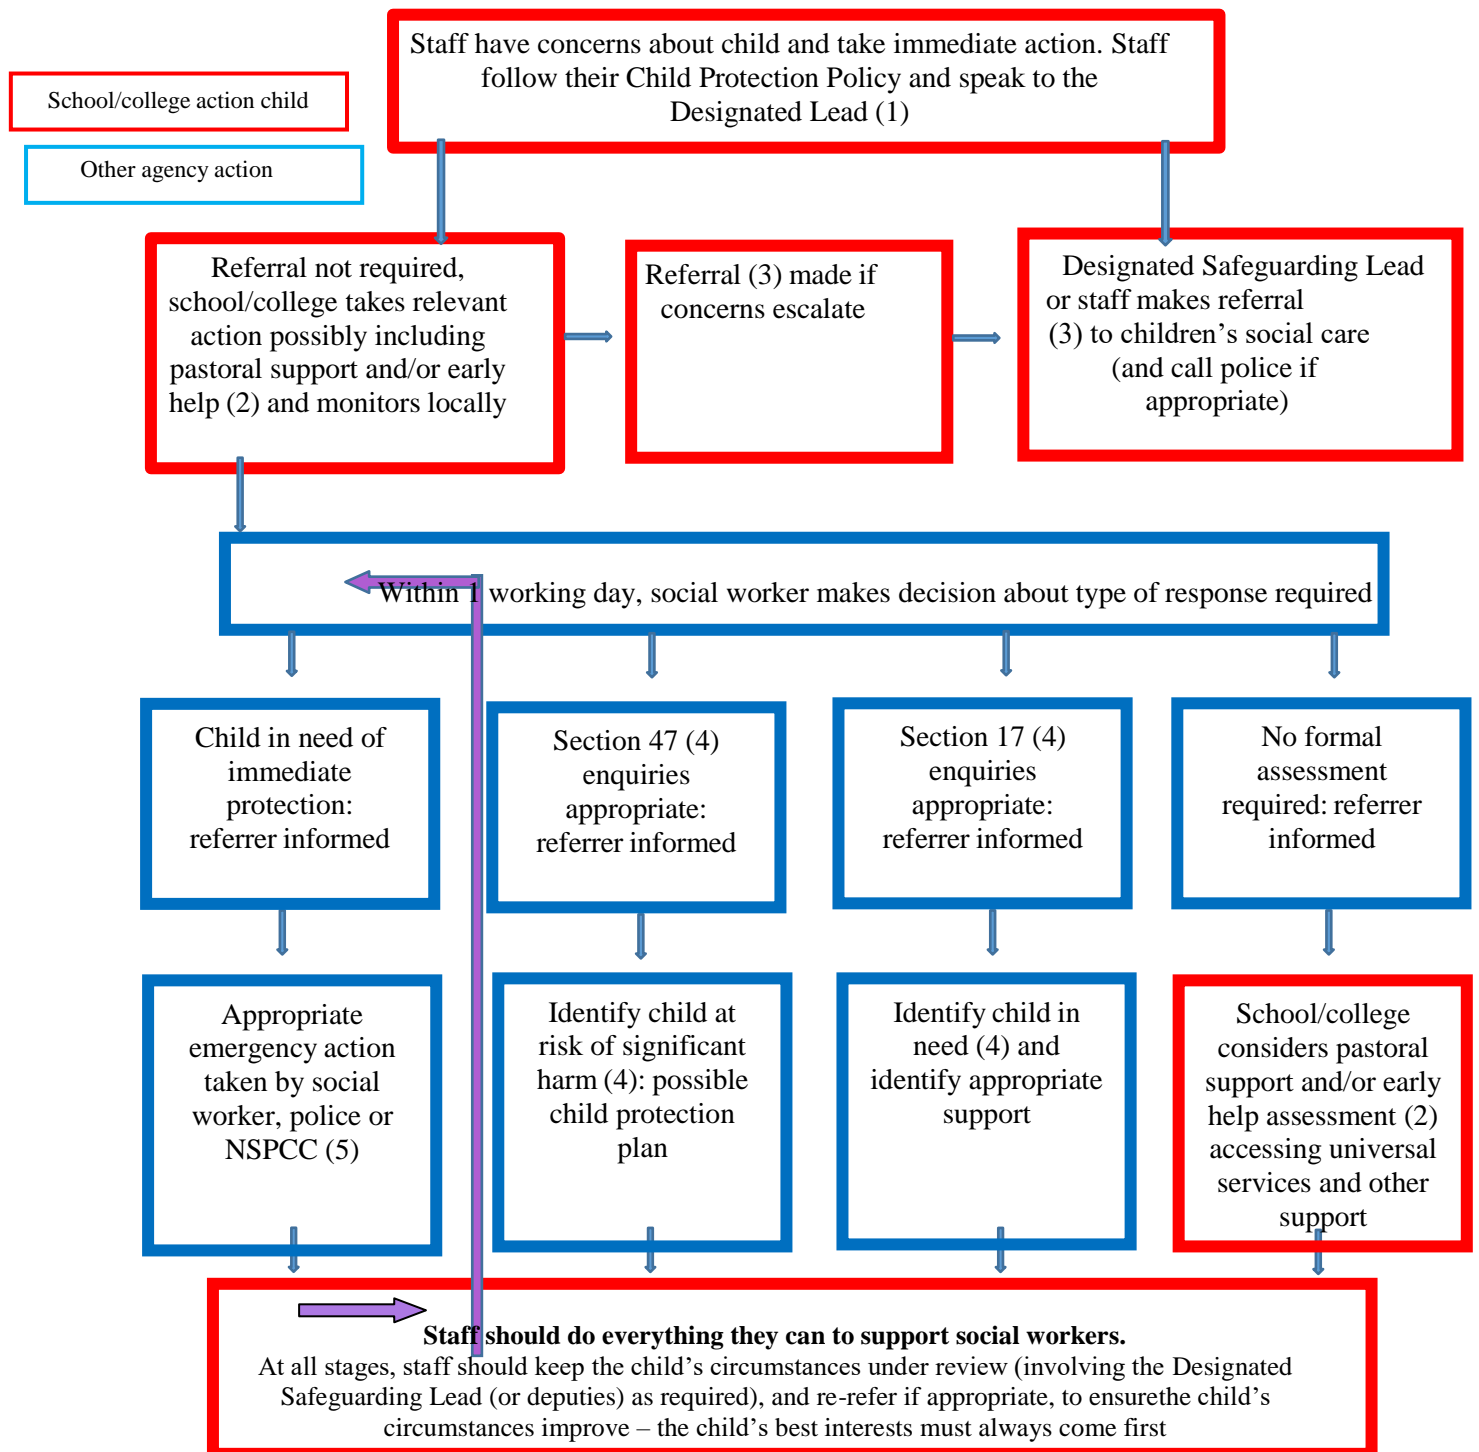 Staff have concerns about child and take immediate action. Staff
follow their Child Protection Policy and speak to the
Designated Lead (1)
School/college action child
Other agency action
Referral not required,
school/college takes relevant
action possibly including
pastoral support and/or early
help (2) and monitors locally
Referral (3) made if
concerns escalate
Designated Safeguarding Lead
or staff makes referral
(3) to children’s social care
(and call police if
appropriate)
Within 1 working day, social worker makes decision about type of response required
Child in need of
immediate
protection:
referrer informed
Section 47 (4)
enquiries
appropriate:
referrer informed
Section 17 (4)
enquiries
appropriate:
referrer informed
No formal
assessment
required: referrer
informed
Appropriate
emergency action
taken by social
worker, police or
NSPCC (5)
Identify child at
risk of significant
harm (4): possible
child protection
plan
Identify child in
need (4) and
identify appropriate
support
School/college
considers pastoral
support and/or early
help assessment (2)
accessing universal
services and other
support
Staff should do everything they can to support social workers.
At all stages, staff should keep the child’s circumstances under review (involving the Designated
Safeguarding Lead (or deputies) as required), and re-refer if appropriate, to ensurethe child’s
circumstances improve – the child’s best interests must always come first